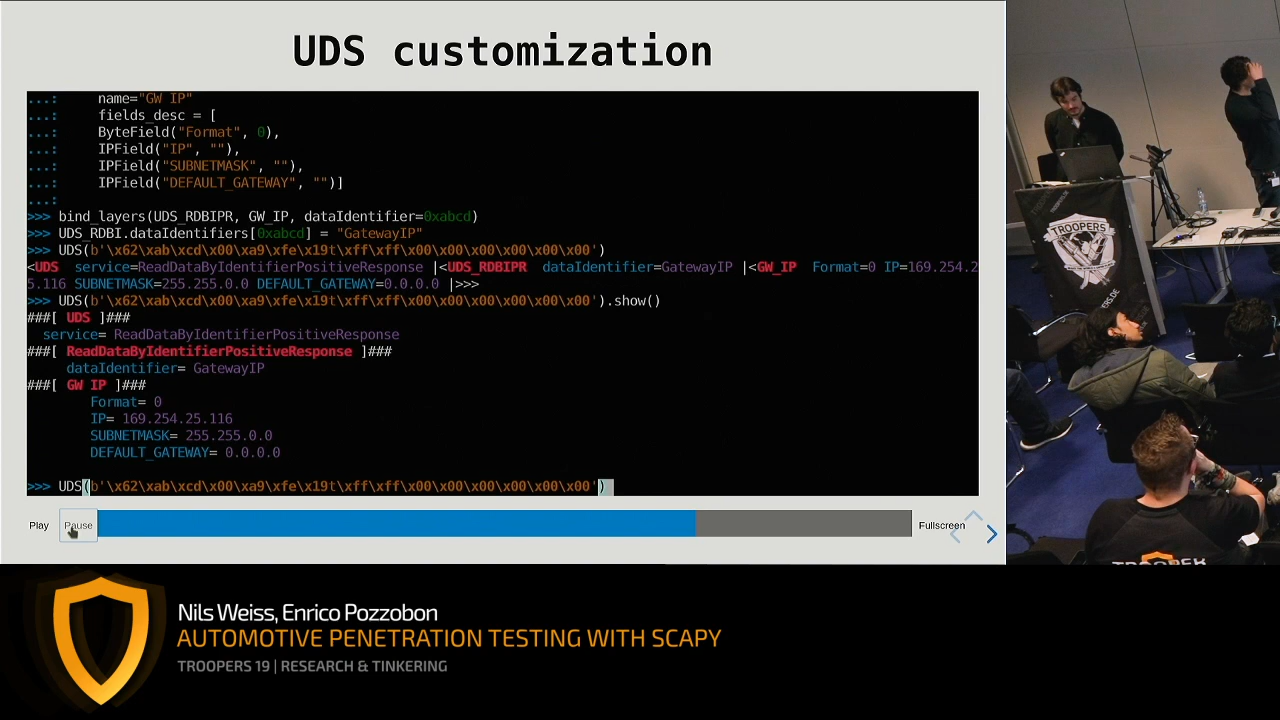 UDS customization
...:     name="GW IP"
...:     fields_desc = [
...:     ByteField("Format", 0),
...:     IPField("IP", ""),
...:     IPField("SUBNETMASK", ""),
...:     IPField("DEFAULT_GATEWAY", "")]
...:
>>> bind_layers(UDS_RDBIPR, GW_IP, dataIdentifier=0xabcd)
>>> UDS_RDBI.dataIdentifiers[0xabcd] = "GatewayIP"
>>> UDS(b'\x62\xab\xcd\x00\xa9\xfe\x19t\xff\xff\x00\x00\x00\x00\x00\x00')
<UDS  service=ReadDataByIdentifierPositiveResponse |<UDS_RDBIPR  dataIdentifier=GatewayIP |<GW_IP  Format=0 IP=169.254.2
5.116 SUBNETMASK=255.255.0.0 DEFAULT_GATEWAY=0.0.0.0 |>>>
>>> UDS(b'\x62\xab\xcd\x00\xa9\xfe\x19t\xff\xff\x00\x00\x00\x00\x00\x00').show()
###[ UDS ]###
  service= ReadDataByIdentifierPositiveResponse
###[ ReadDataByIdentifierPositiveResponse ]###
     dataIdentifier= GatewayIP
###[ GW IP ]###
        Format= 0
        IP= 169.254.25.116
        SUBNETMASK= 255.255.0.0
        DEFAULT_GATEWAY= 0.0.0.0
>>> UDS(b'\x62\xab\xcd\x00\xa9\xfe\x19t\xff\xff\x00\x00\x00\x00\x00\x00')
Play Pause Fullscreen
TROOPERS
Nils Weiss, Enrico Pozzobon
AUTOMOTIVE PENETRATION TESTING WITH SCAPY
TROOPERS 19 | RESEARCH & TINKERING